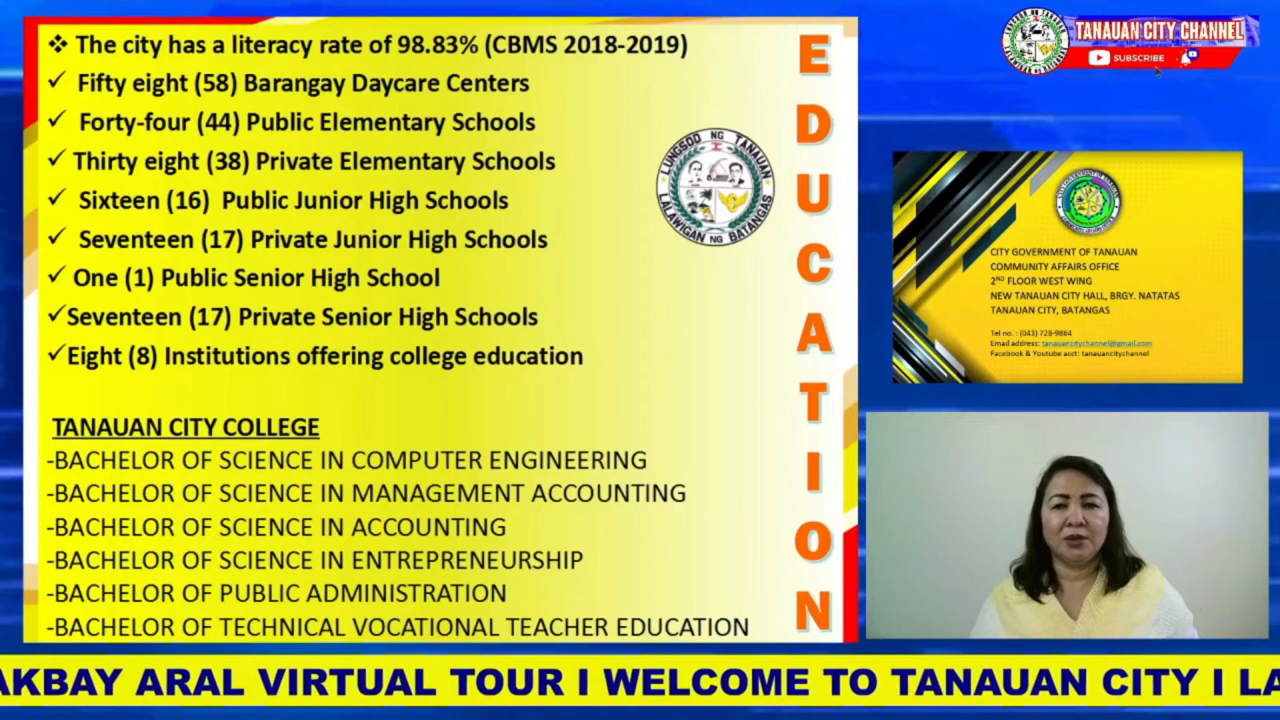 ❖ The city has a literacy rate of 98.83% (CBMS 2018-2019)
✓ Fifty eight (58) Barangay Daycare Centers
✓ Forty-four (44) Public Elementary Schools
✓ Thirty eight (38) Private Elementary Schools
✓ Sixteen (16) Public Junior High Schools
✓ Seventeen (17) Private Junior High Schools
✓ One (1) Public Senior High School
✓Seventeen (17) Private Senior High Schools
✓Eight (8) Institutions offering college education
TANAUAN CITY COLLEGE
-BACHELOR OF SCIENCE IN COMPUTER ENGINEERING
-BACHELOR OF SCIENCE IN MANAGEMENT ACCOUNTING
-BACHELOR OF SCIENCE IN ACCOUNTING
-BACHELOR OF SCIENCE IN ENTREPRENEURSHIP
-BACHELOR OF PUBLIC ADMINISTRATION
-BACHELOR OF TECHNICAL VOCATIONAL TEACHER EDUCATION
LUNGSOD NG TANAUAN
LALAWIGAN NG BATANGAS
EDUCATION
TANAUAN CITY CHANNEL
SUBSCRIBE
CITY GOVERNMENT OF TANAUAN
COMMUNITY AFFAIRS OFFICE
2ND FLOOR WEST WING
NEW TANAUAN CITY HALL, BRGY. NATATAS
TANAUAN CITY, BATANGAS
Tel no. : (043) 728-9864
Email address: tanauancitychannel@gmail.com
Facebook & Youtube acct: tanauancitychannel
AKBAY ARAL VIRTUAL TOUR I WELCOME TO TANAUAN CITY I LA